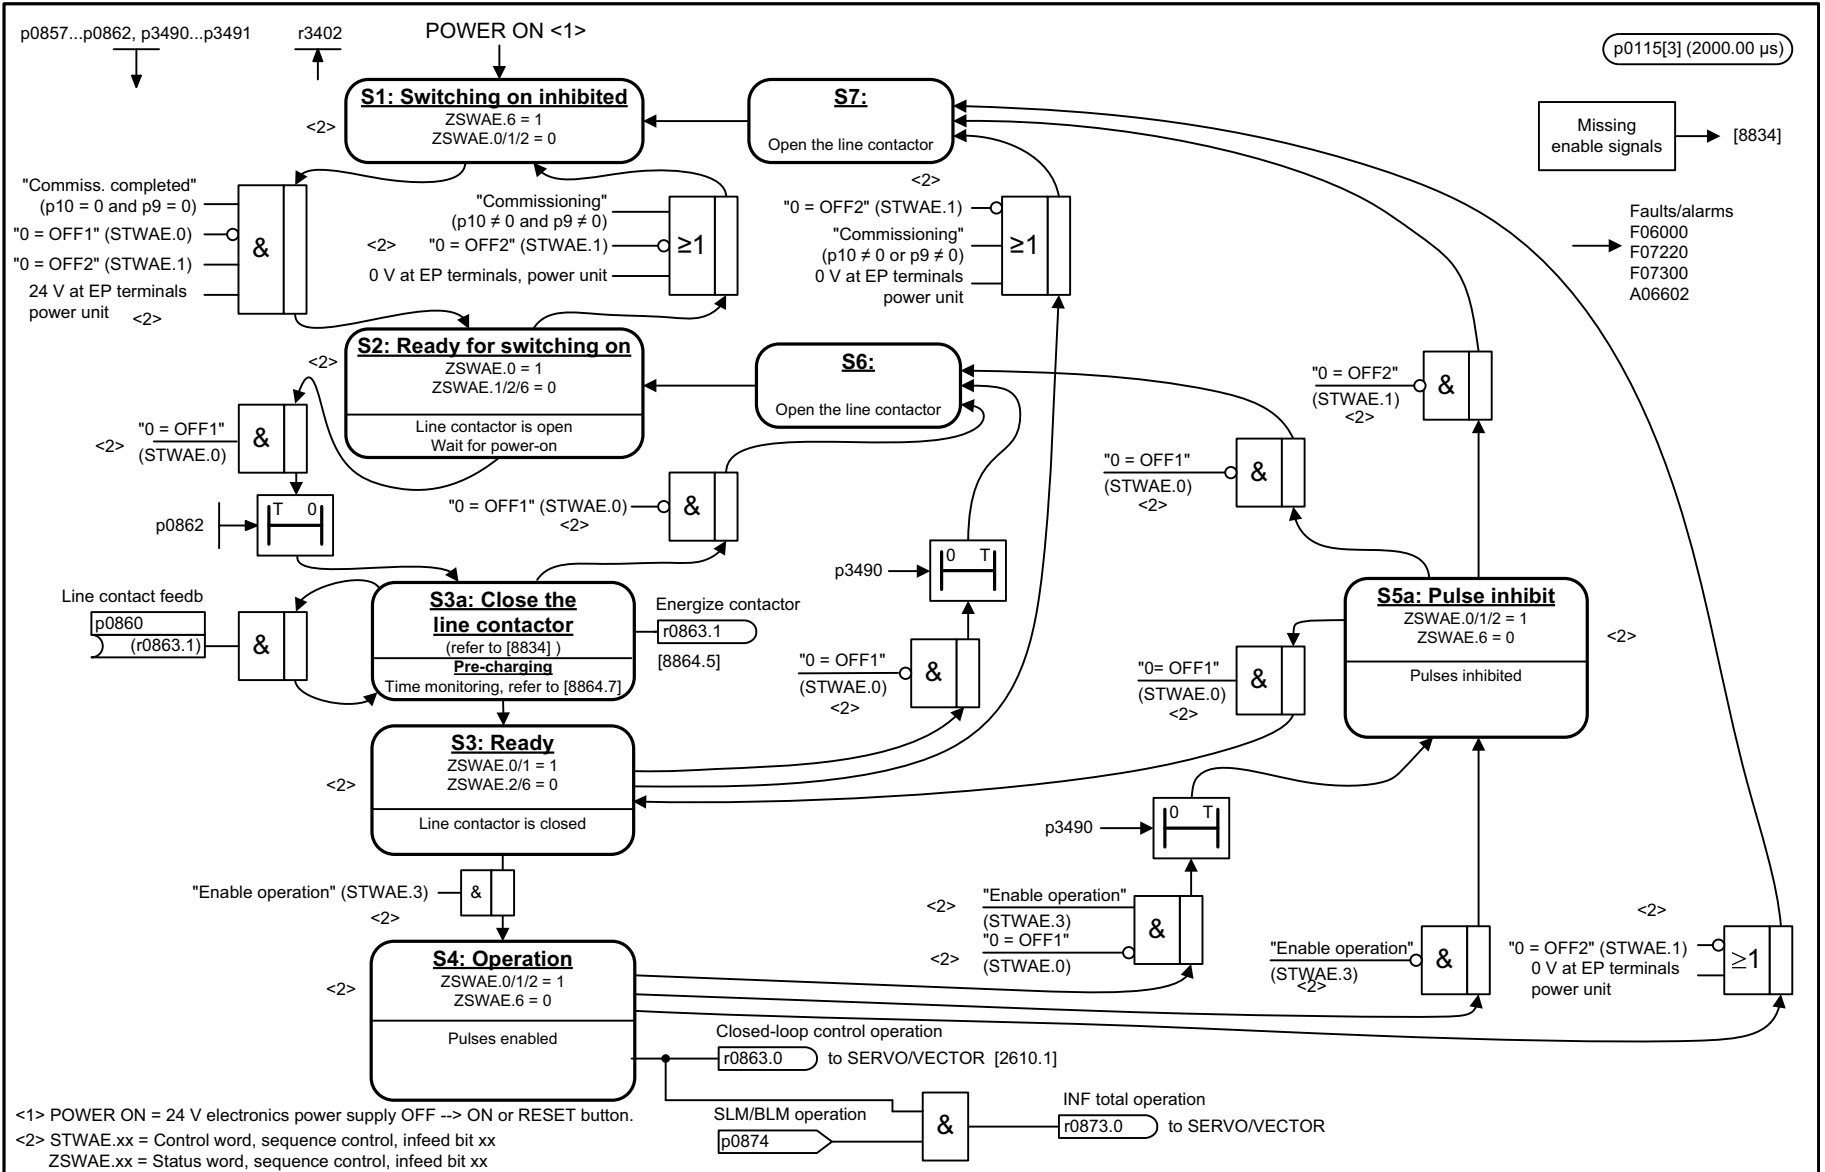 p0857...p0862, p3490...p3491
r3402
POWER ON <1>
p0115[3] (2000.00 µs)
S1: Switching on inhibited
ZSWAE.6 = 1
ZSWAE.0/1/2 = 0
<2>
S7:
Open the line contactor
Missing
enable signals
[8834]
"Commiss. completed"
(p10 = 0 and p9 = 0)
"0 = OFF1" (STWAE.0)
"0 = OFF2" (STWAE.1)
24 V at EP terminals
power unit
<2>
&
"Commissioning"
(p10 ≠ 0 and p9 ≠ 0)
<2>
"0 = OFF2" (STWAE.1)
0 V at EP terminals, power unit
≥1
<2>
"0 = OFF2" (STWAE.1)
"Commissioning"
(p10 ≠ 0 or p9 ≠ 0)
0 V at EP terminals
power unit
≥1
Faults/alarms
F06000
F07220
F07300
A06602
S2: Ready for switching on
ZSWAE.0 = 1
ZSWAE.1/2/6 = 0
Line contactor is open
Wait for power-on
<2>
S6:
Open the line contactor
"0 = OFF2"
(STWAE.1)
<2>
&
<2>
"0 = OFF1"
(STWAE.0)
&
"0 = OFF1"
(STWAE.0)
<2>
&
"0 = OFF1" (STWAE.0)
<2>
&
p0862
T 0
p3490
0 T
Line contact feedb
p0860
(r0863.1)
&
S3a: Close the
line contactor
(refer to [8834] )
Pre-charging
Time monitoring, refer to [8864.7]
Energize contactor
r0863.1
[8864.5]
"0 = OFF1"
(STWAE.0)
<2>
&
"0= OFF1"
(STWAE.0)
<2>
&
S5a: Pulse inhibit
ZSWAE.0/1/2 = 1
ZSWAE.6 = 0
Pulses inhibited
<2>
S3: Ready
ZSWAE.0/1 = 1
ZSWAE.2/6 = 0
Line contactor is closed
<2>
p3490
0 T
"Enable operation" (STWAE.3)
<2>
&
<2>
"Enable operation"
(STWAE.3)
"0 = OFF1"
<2>
(STWAE.0)
&
"Enable operation"
(STWAE.3)
<2>
&
<2>
"0 = OFF2" (STWAE.1)
0 V at EP terminals
power unit
≥1
S4: Operation
ZSWAE.0/1/2 = 1
ZSWAE.6 = 0
Pulses enabled
<2>
Closed-loop control operation
r0863.0
to SERVO/VECTOR [2610.1]
SLM/BLM operation
p0874
&
INF total operation
r0873.0
to SERVO/VECTOR
<1> POWER ON = 24 V electronics power supply OFF --> ON or RESET button.
<2> STWAE.xx = Control word, sequence control, infeed bit xx
ZSWAE.xx = Status word, sequence control, infeed bit xx